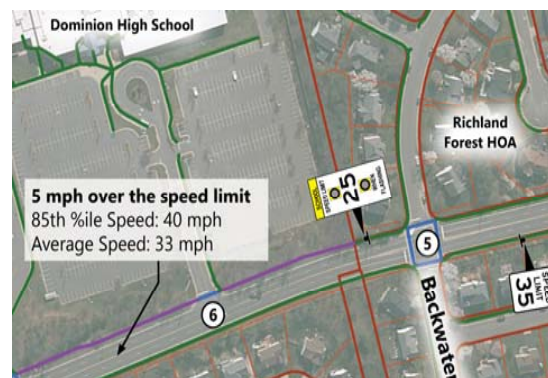 Dominion High School
Richland
Forest HOA
SCHOOL
SPEED LIMIT
25
WHEN
FLASHING
5 mph over the speed limit
85th %ile Speed: 40 mph
Average Speed: 33 mph
5
6
Backwater
SPEED
LIMIT
35